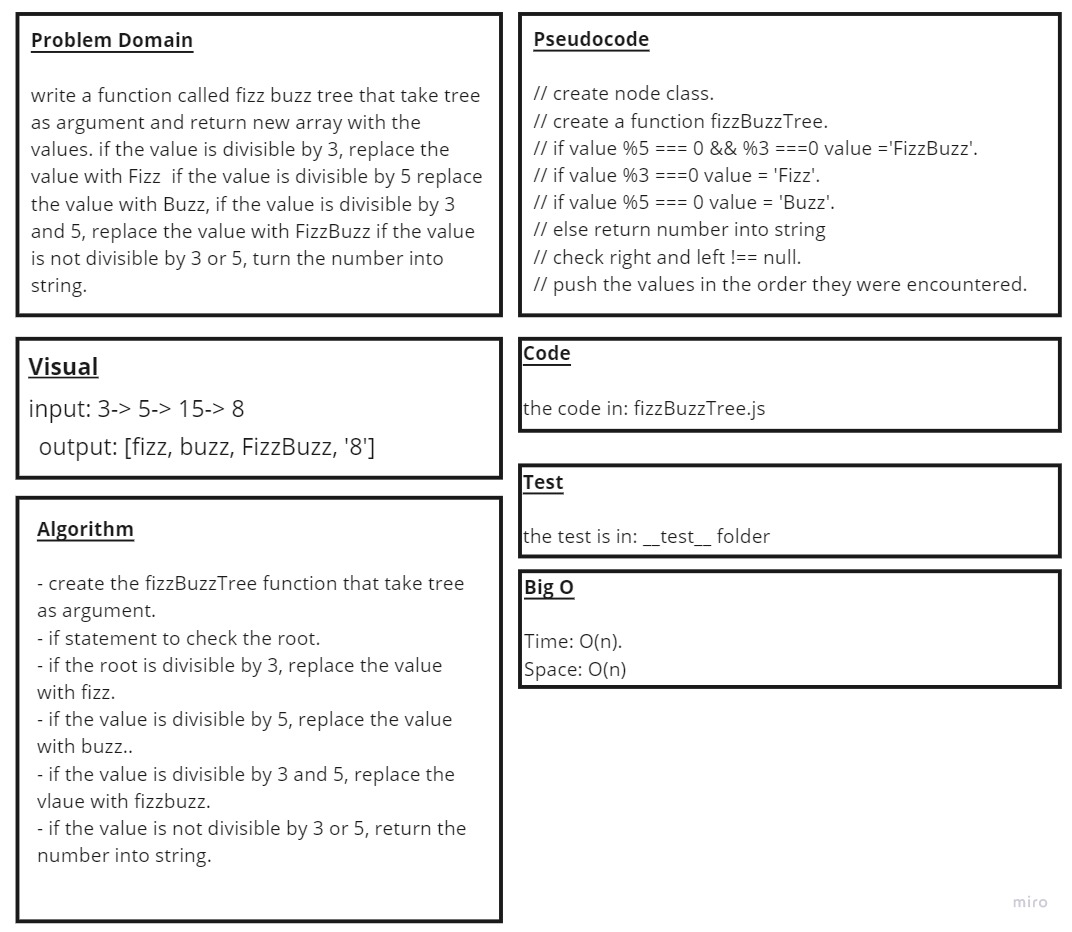 Problem Domain
write a function called fizz buzz tree that take tree
as argument and return new array with the
values. if the value is divisible by 3, replace the
value with Fizz  if the value is divisible by 5 replace
the value with Buzz, if the value is divisible by 3
and 5, replace the value with FizzBuzz if the value
is not divisible by 3 or 5, turn the number into
string.
Visual
input: 3-> 5-> 15-> 8
output: [fizz, buzz, FizzBuzz, '8']
Algorithm
- create the fizzBuzzTree function that take tree
as argument.
- if statement to check the root.
- if the root is divisible by 3, replace the value
with fizz.
- if the value is divisible by 5, replace the value
with buzz..
- if the value is divisible by 3 and 5, replace the
vlaue with fizzbuzz.
- if the value is not divisible by 3 or 5, return the
number into string.
Pseudocode
// create node class.
// create a function fizzBuzzTree.
// if value %5 === 0 && %3 ===0 value ='FizzBuzz'.
// if value %3 ===0 value = 'Fizz'.
// if value %5 === 0 value = 'Buzz'.
// else return number into string
// check right and left !== null.
// push the values in the order they were encountered.
Code
the code in: fizzBuzzTree.js
Test
the test is in: __test__ folder
Big O
Time: O(n).
Space: O(n)
miro